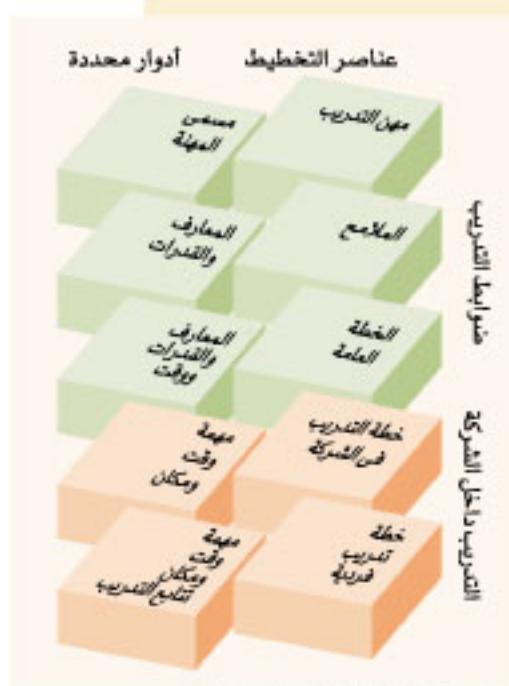 عناصر التخطيط
أدوار محددة
مهن التدريب
مسمى
المهنة
الملامح
المعارف
والقدرات
الخطة
العامة
المعارف
والقدرات
ووقت
خطة التدريب
فى الشركة
مهمة
وقت
ومكان
خطة
تدريب
فردية
مهمة
وقت
ومكان
تتابع التدريب
ضوابط التدريب
التدريب داخل الشركة